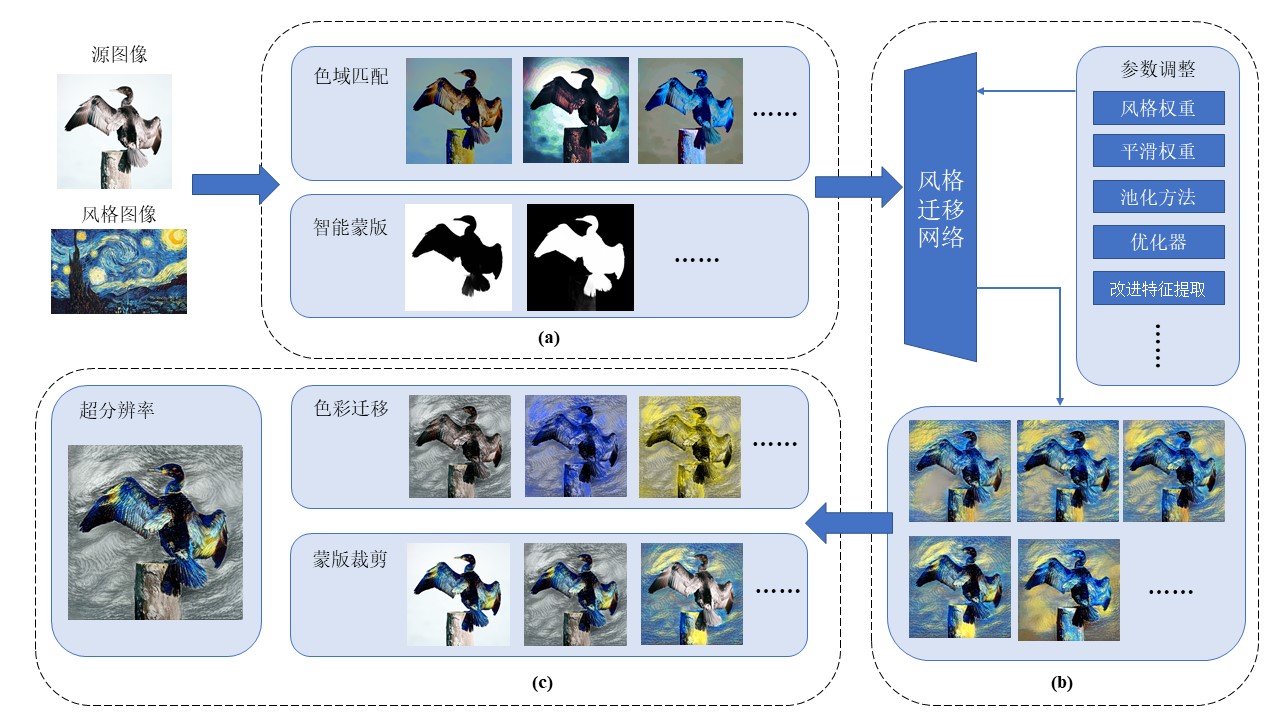 源图像
风格图像
色域匹配
……
智能蒙版
……
(a)
风格
迁移
网络
参数调整
风格权重
平滑权重
池化方法
优化器
改进特征提取
……
……
(b)
色彩迁移
……
蒙版裁剪
……
超分辨率
(c)